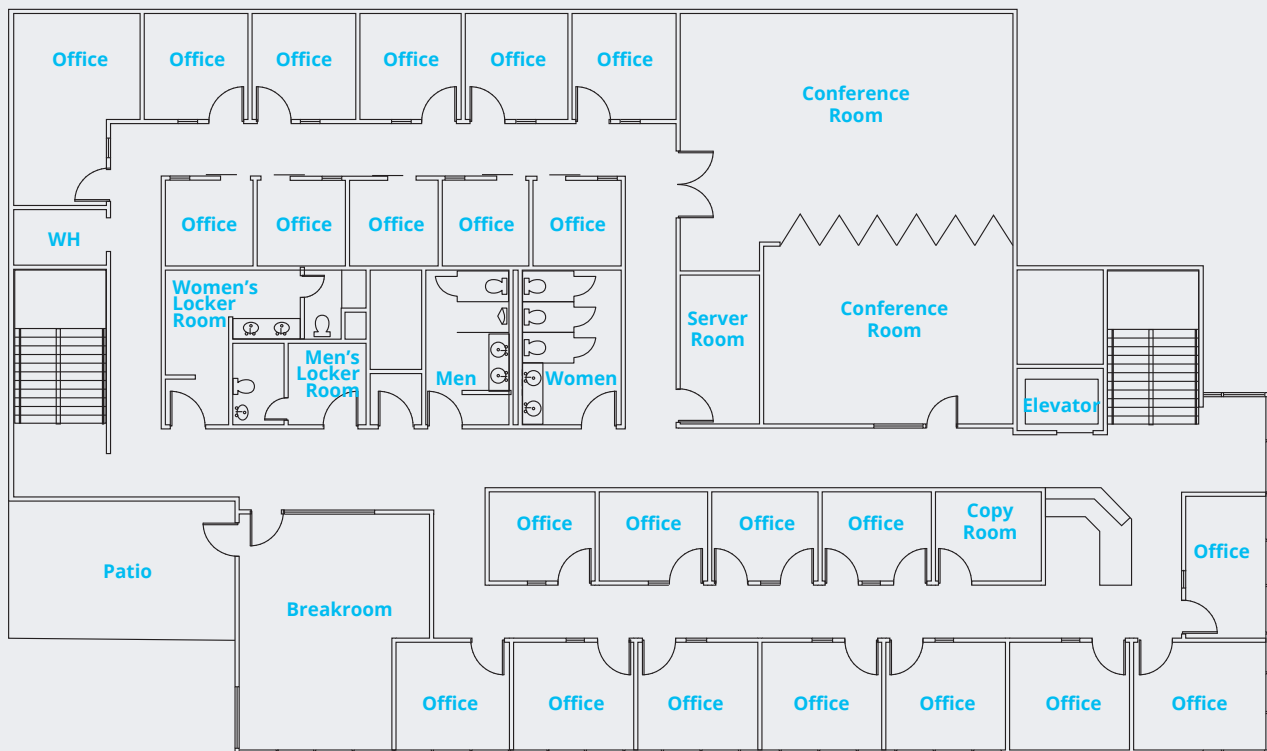 Office
Office
Office
Office
Office
Office
Conference
Room
Office
Office
Office
Office
Office
WH
Women's
Locker
Room
Men's
Locker
Room
Men
Women
Server
Room
Conference
Room
Elevator
Office
Office
Office
Office
Copy
Room
Office
Patio
Breakroom
Office
Office
Office
Office
Office
Office
Office